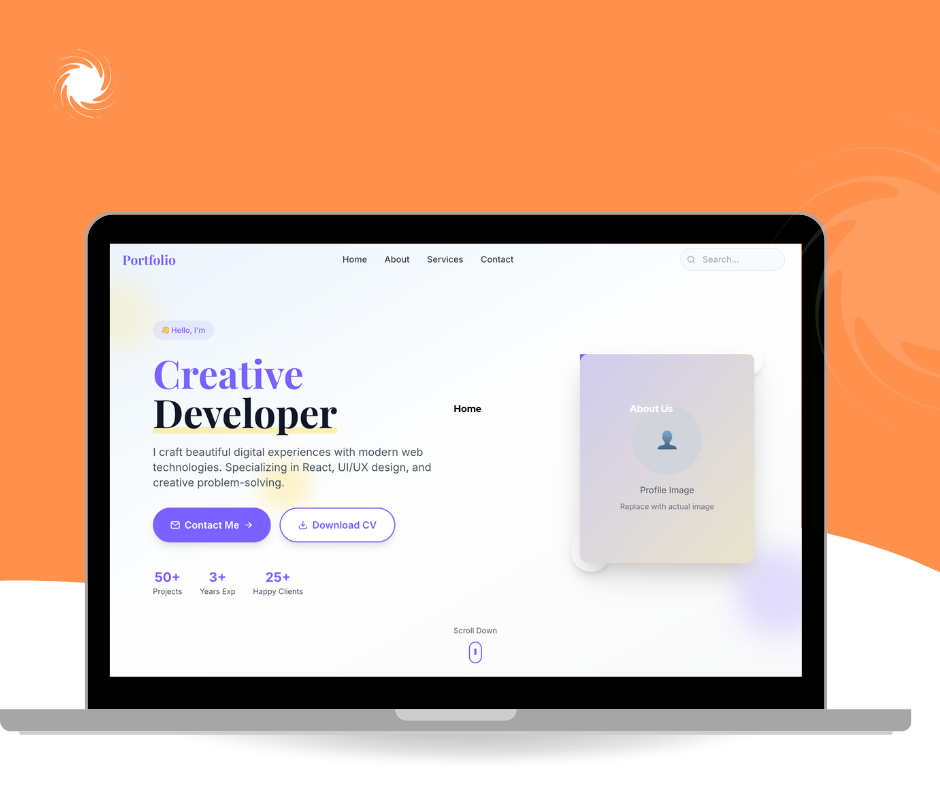 Portfolio
Home About Services Contact
Search...
👋 Hello, I'm
Creative
Developer
I craft beautiful digital experiences with modern web
technologies. Specializing in React, UI/UX design, and
creative problem-solving.
Contact Me →
Download CV
50+ 3+ 25+
Projects Years Exp Happy Clients
Home
About Us
Profile Image
Replace with actual image
Scroll Down